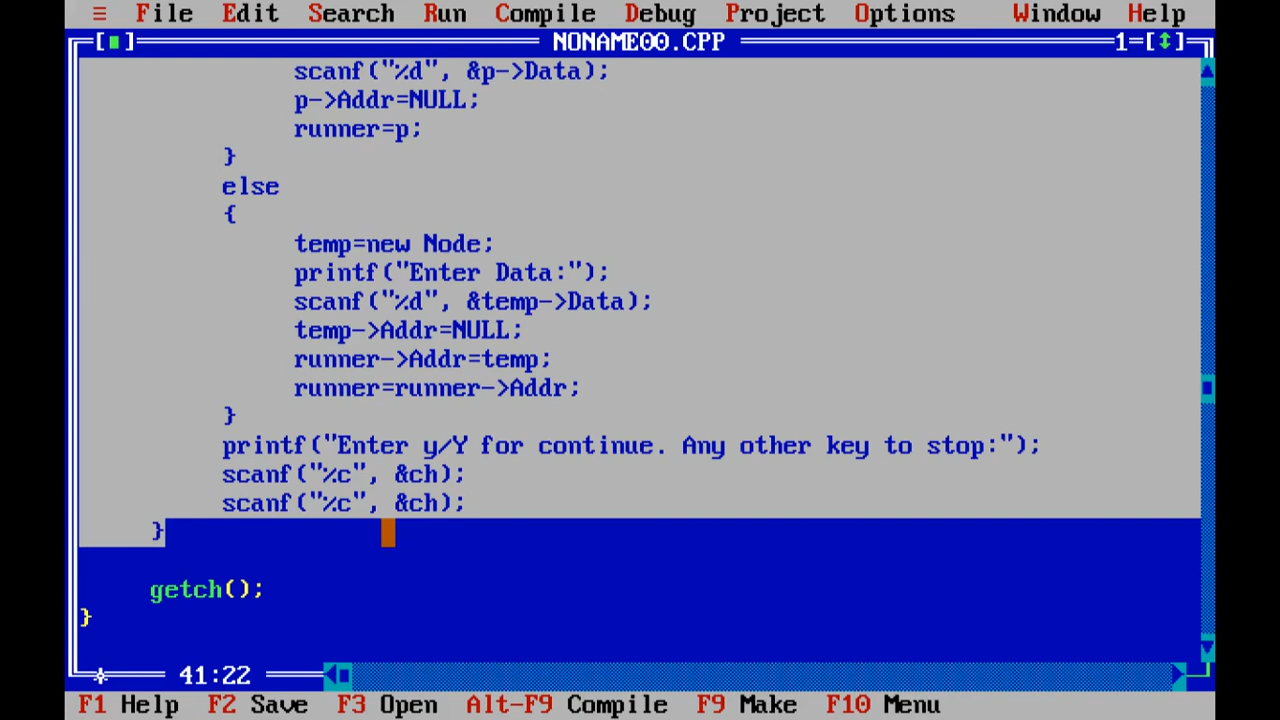 ≡ File Edit Search Run Compile Debug Project Options Window Help
[■] NONAME00.CPP 1=[↕]
scanf("%d", &p->Data);
p->Addr=NULL;
runner=p;
}
else
{
temp=new Node;
printf("Enter Data:");
scanf("%d", &temp->Data);
temp->Addr=NULL;
runner->Addr=temp;
runner=runner->Addr;
}
printf("Enter y/Y for continue. Any other key to stop:");
scanf("%c", &ch);
scanf("%c", &ch);
}
getch();
}
41:22
F1 Help F2 Save F3 Open Alt-F9 Compile F9 Make F10 Menu